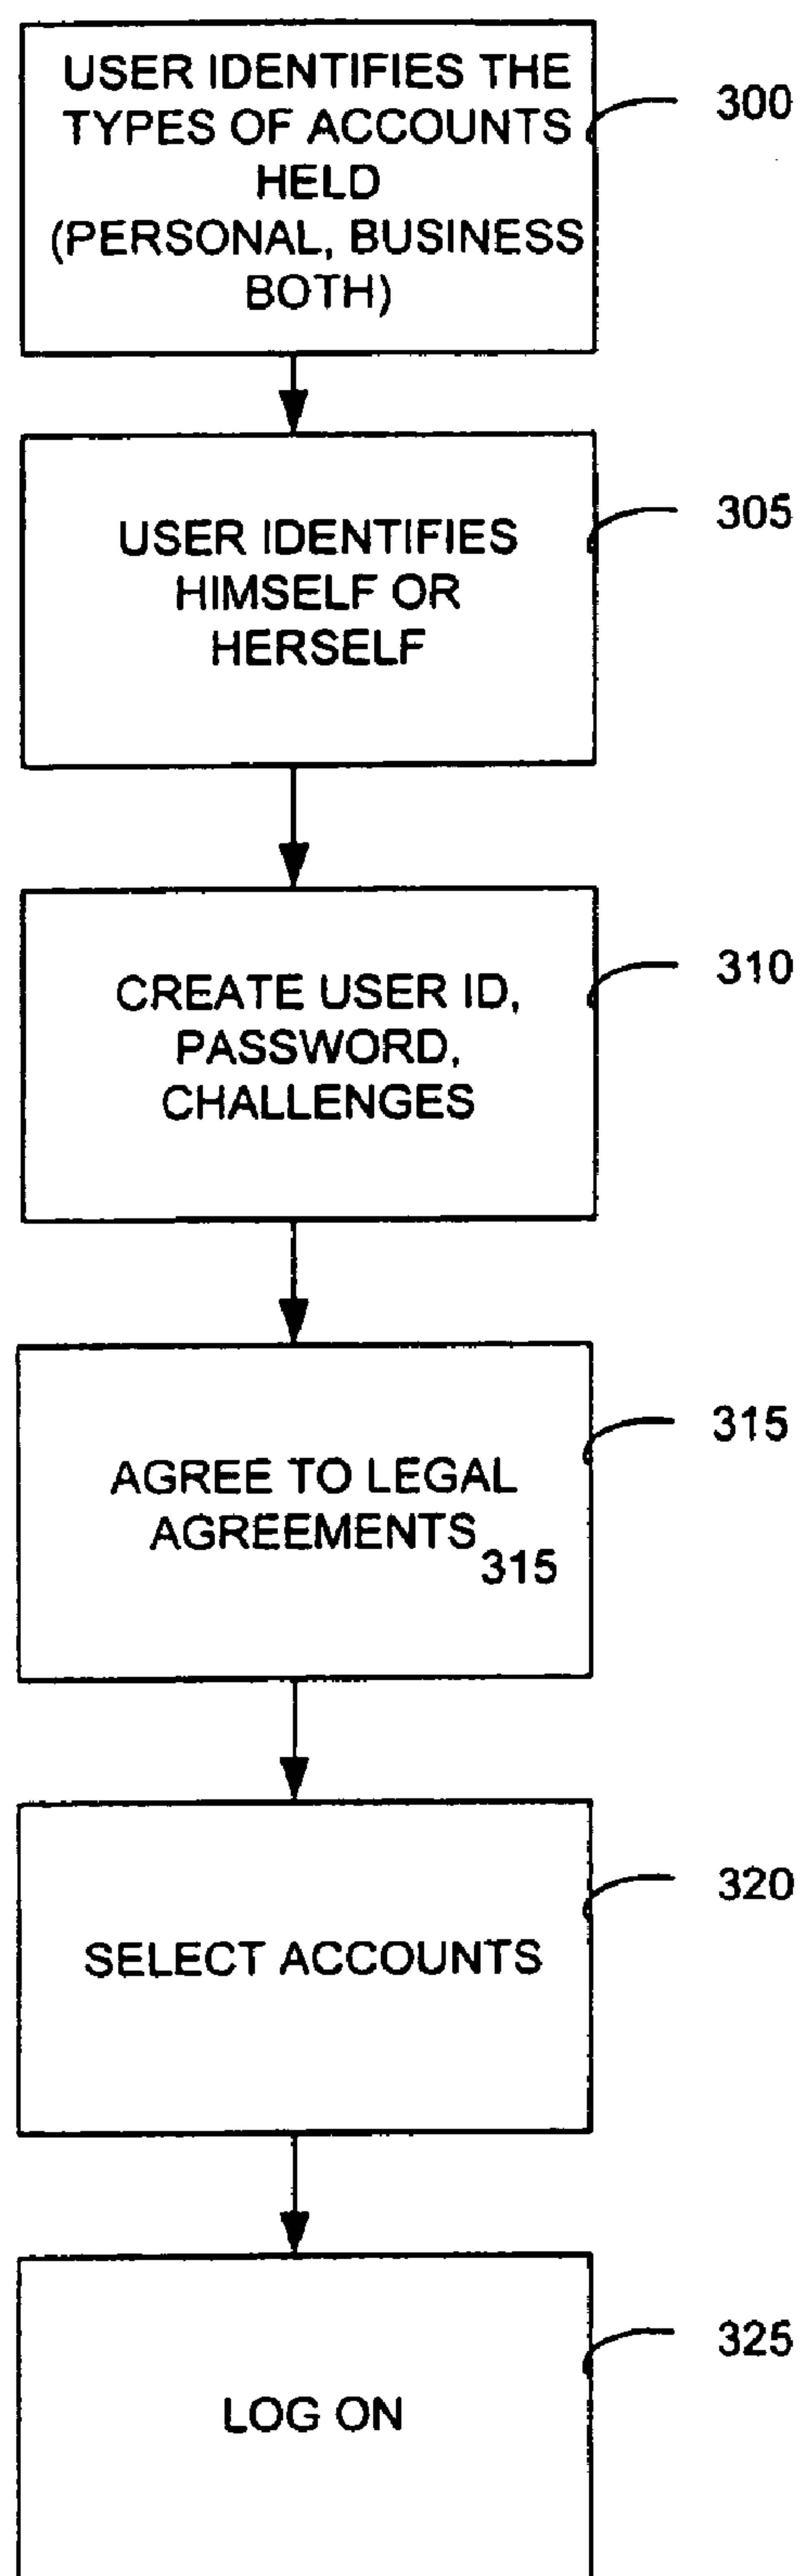 USER IDENTIFIES THE
TYPES OF ACCOUNTS
HELD
(PERSONAL, BUSINESS
BOTH)
300
USER IDENTIFIES
HIMSELF OR
HERSELF
305
CREATE USER ID,
PASSWORD,
CHALLENGES
310
AGREE TO LEGAL
AGREEMENTS
315
315
SELECT ACCOUNTS
320
LOG ON
325